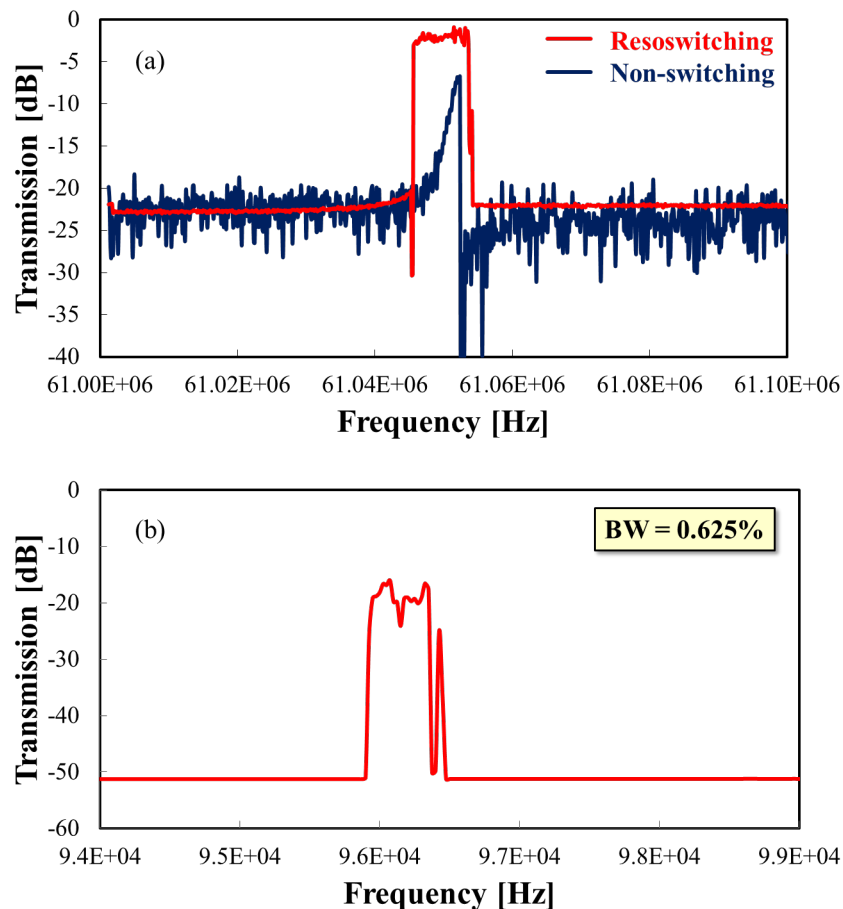 (a)
Resoswitching
Non-switching
Transmission [dB]
0
-5
-10
-15
-20
-25
-30
-35
-40
61.00E+06 61.02E+06 61.04E+06 61.06E+06 61.08E+06 61.10E+06
Frequency [Hz]
(b)
BW = 0.625%
Transmission [dB]
0
-10
-20
-30
-40
-50
-60
9.4E+04 9.5E+04 9.6E+04 9.7E+04 9.8E+04 9.9E+04
Frequency [Hz]